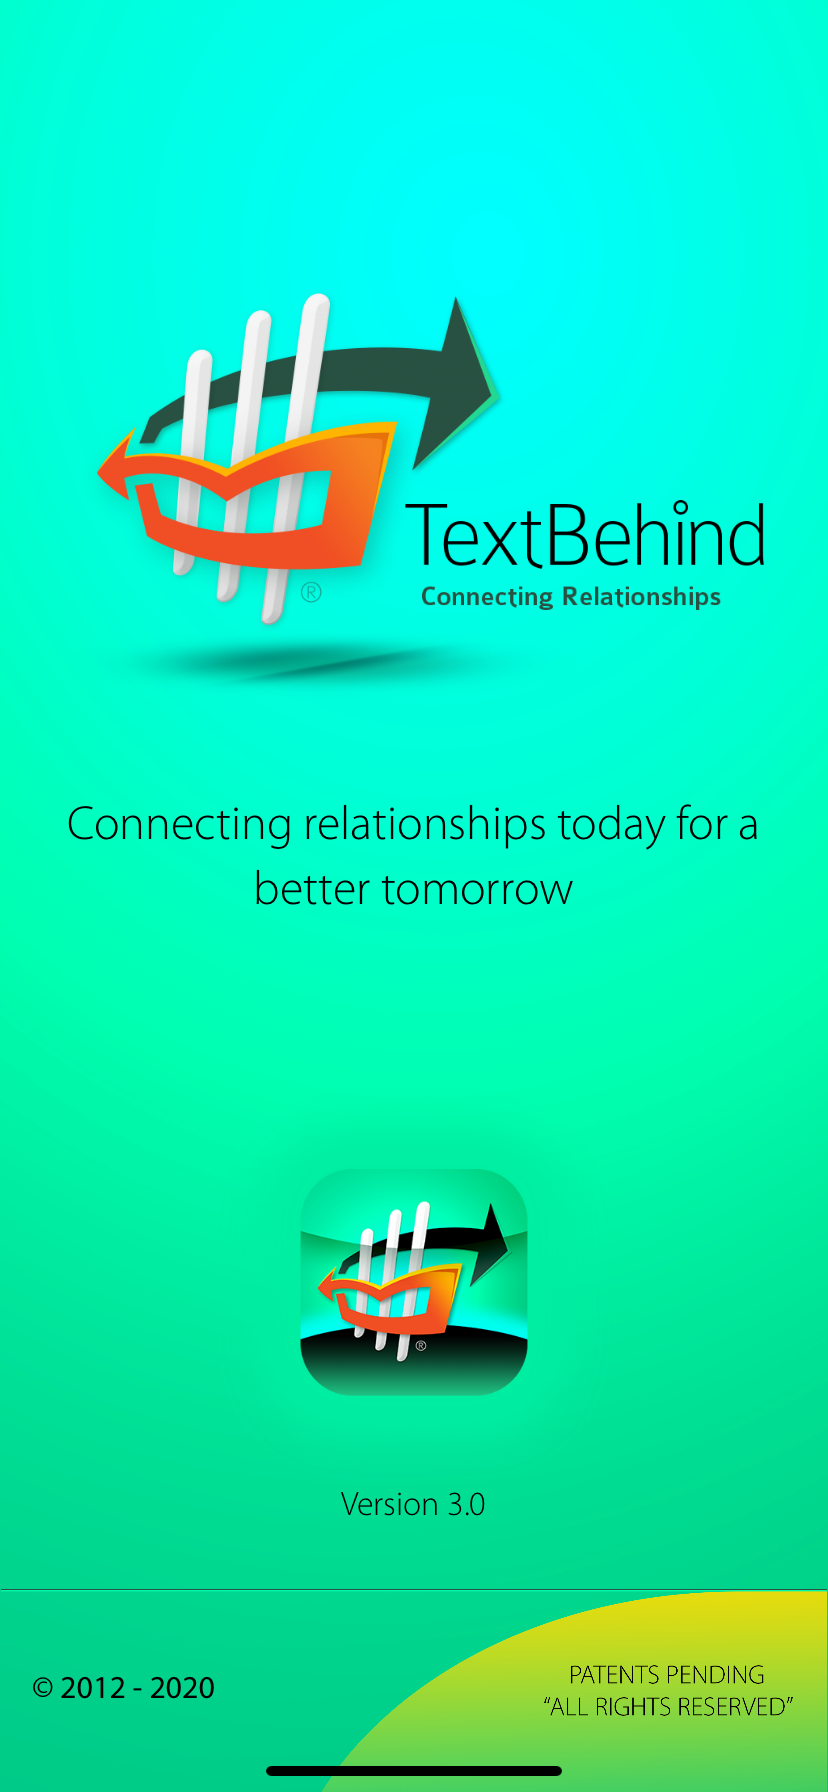 TextBehind
Connecting Relationships
®
Connecting relationships today for a
better tomorrow
®
Version 3.0
© 2012 - 2020
PATENTS PENDING
“ALL RIGHTS RESERVED”